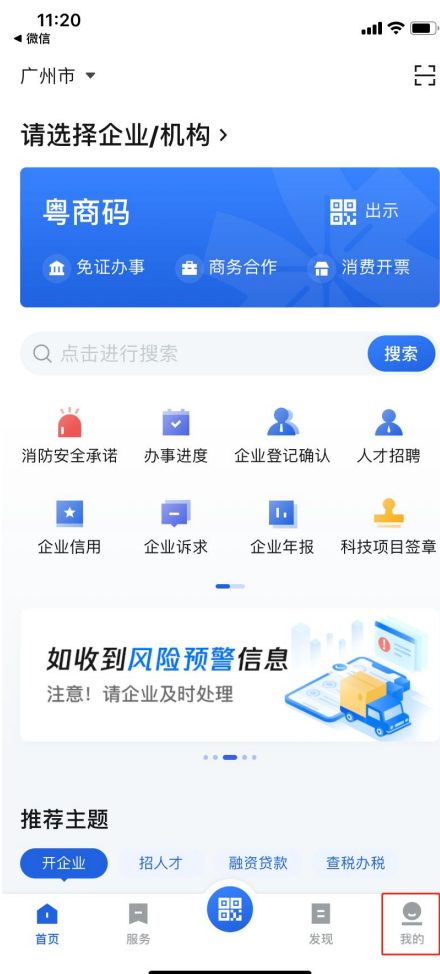 11:20
微信
广州市
请选择企业/机构
粤商码
出示
免证办事 商务合作 消费开票
点击进行搜索 搜索
消防安全承诺 办事进度 企业登记确认 人才招聘
企业信用 企业诉求 企业年报 科技项目签章
如收到风险预警信息
注意！请企业及时处理
推荐主题
开企业 招人才 融资贷款 查税办税
首页 服务 发现 我的